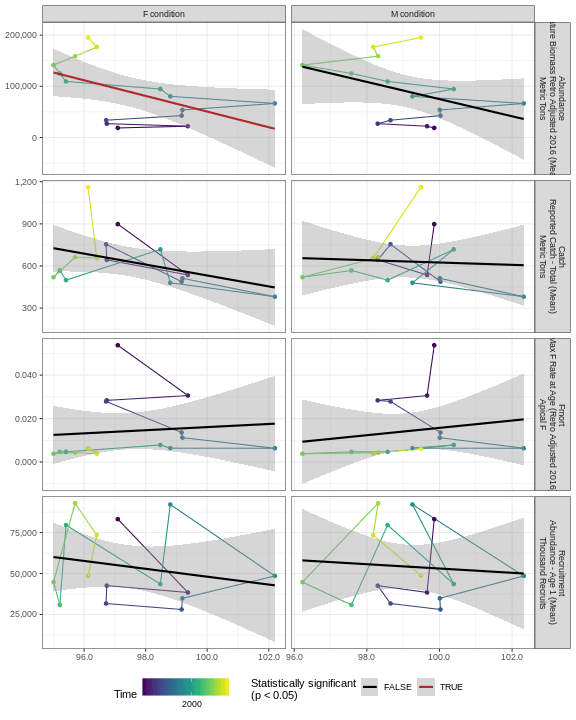 F condition
M condition
200,000
100,000
0
Abundance
Biomass Retro Adjusted 2016
Metric Tons
1,200
900
600
300
Catch
Reported Catch - Total (Mean)
Metric Tons
0.040
0.020
0.000
Fmort
F Rate at Age (Retro Adjusted 2016
Apical F
75,000
50,000
25,000
Recruitment
Abundance - Age 1 (Mean)
Thousand Recruits
96.0
98.0
100.0
102.0
96.0
98.0
100.0
102.0
Time
2000
Statistically significant
(p < 0.05)
FALSE
TRUE